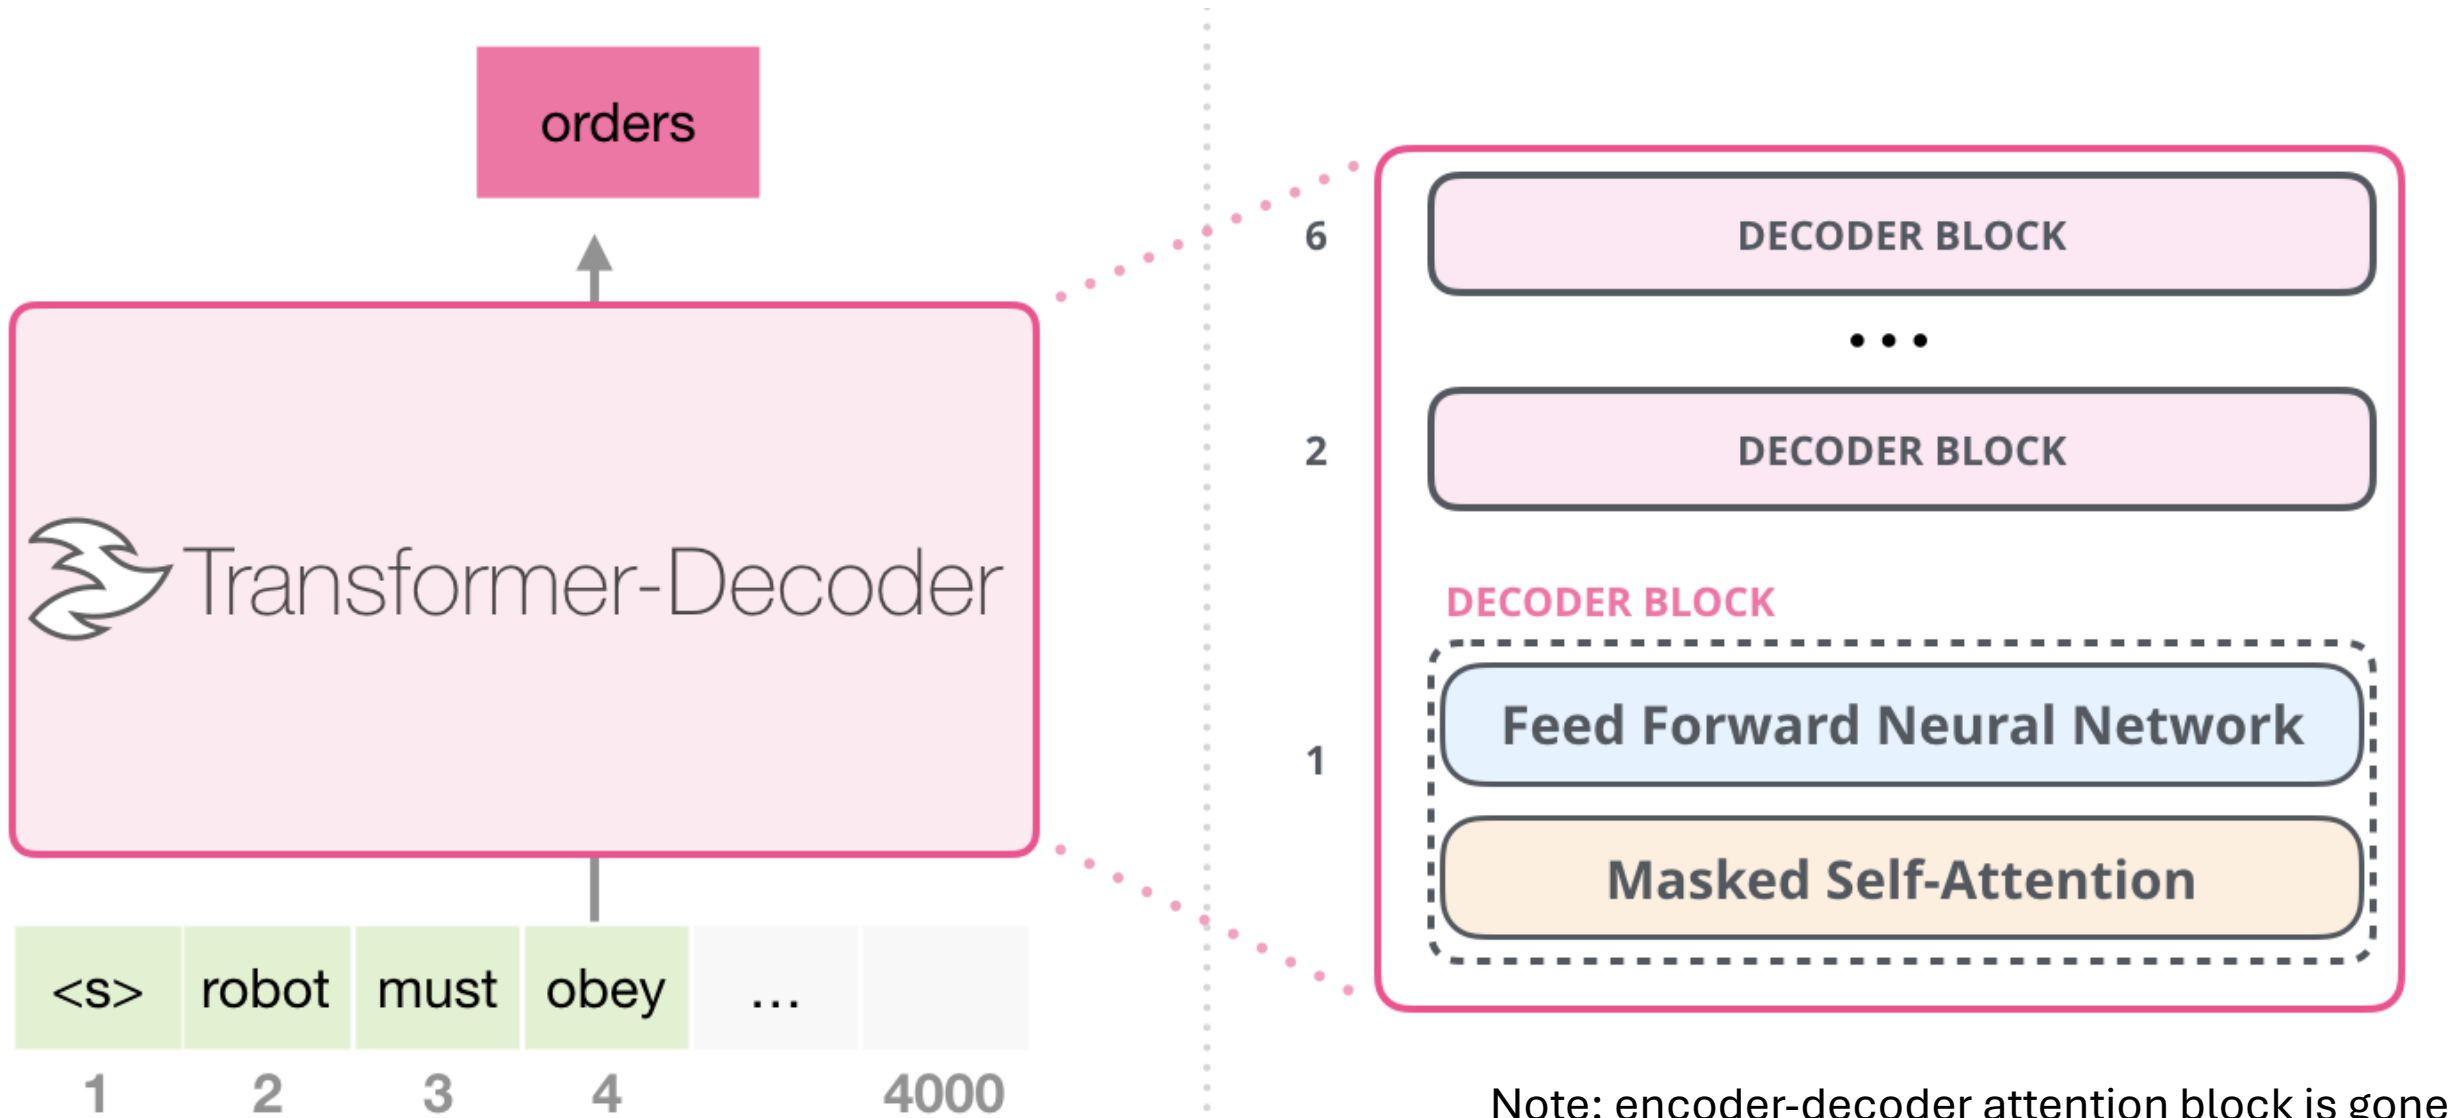 orders
Transformer-Decoder
<s> robot must obey ...
1 2 3 4 4000
6 DECODER BLOCK
...
2 DECODER BLOCK
DECODER BLOCK
1
Feed Forward Neural Network
Masked Self-Attention
Note: encoder-decoder attention block is gone